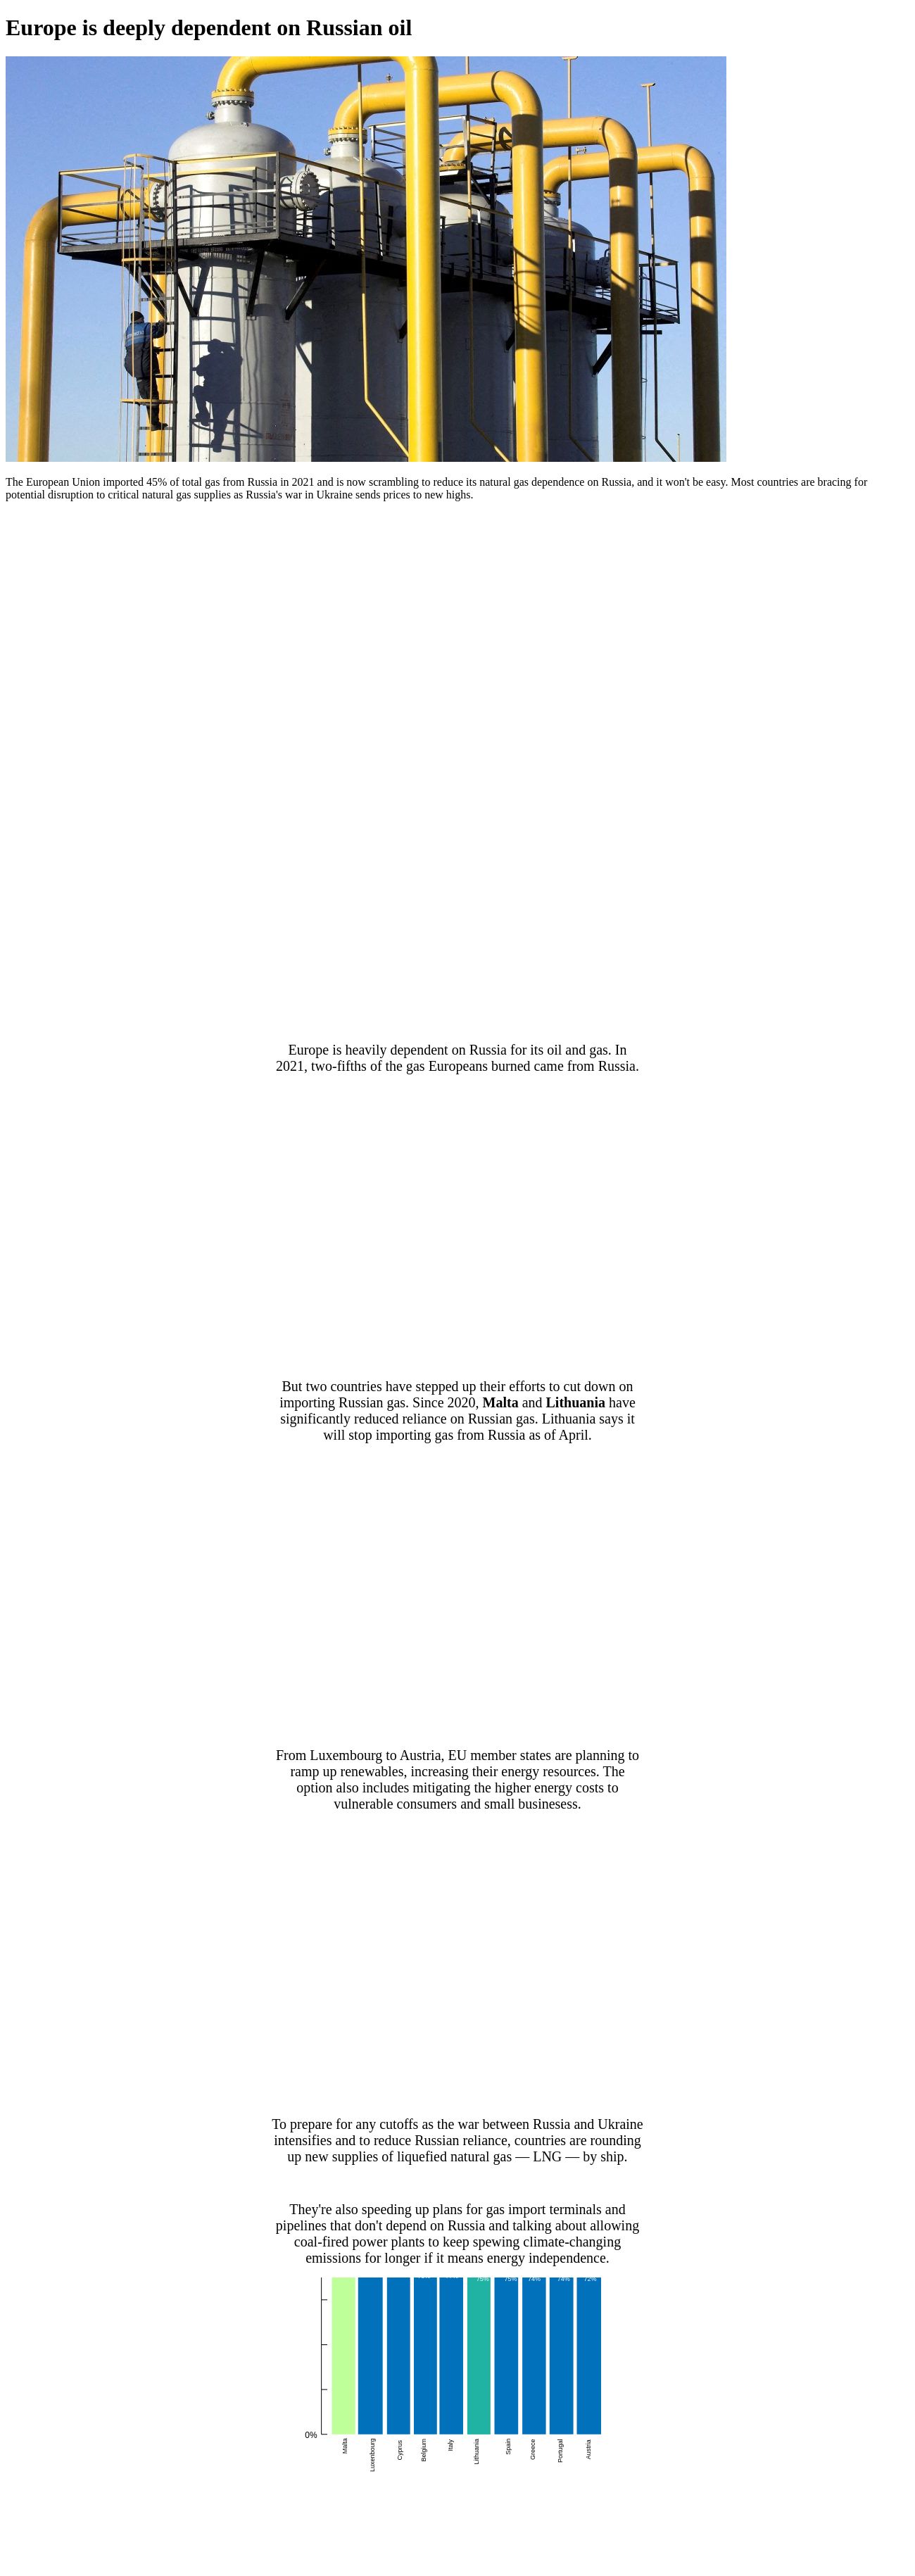 Europe is deeply dependent on Russian oil
The European Union imported 45% of total gas from Russia in 2021 and is now scrambling to reduce its natural gas dependence on Russia, and it won't be easy. Most countries are bracing for
potential disruption to critical natural gas supplies as Russia's war in Ukraine sends prices to new highs.
Europe is heavily dependent on Russia for its oil and gas. In
2021, two-fifths of the gas Europeans burned came from Russia.
But two countries have stepped up their efforts to cut down on
importing Russian gas. Since 2020, Malta and Lithuania have
significantly reduced reliance on Russian gas. Lithuania says it
will stop importing gas from Russia as of April.
From Luxembourg to Austria, EU member states are planning to
ramp up renewables, increasing their energy resources. The
option also includes mitigating the higher energy costs to
vulnerable consumers and small businesess.
To prepare for any cutoffs as the war between Russia and Ukraine
intensifies and to reduce Russian reliance, countries are rounding
up new supplies of liquefied natural gas — LNG — by ship.
They're also speeding up plans for gas import terminals and
pipelines that don't depend on Russia and talking about allowing
coal-fired power plants to keep spewing climate-changing
emissions for longer if it means energy independence.
75% 75% 74% 74% 72%
0%
Malta
Luxembourg
Cyprus
Belgium
Italy
Lithuania
Spain
Greece
Portugal
Austria